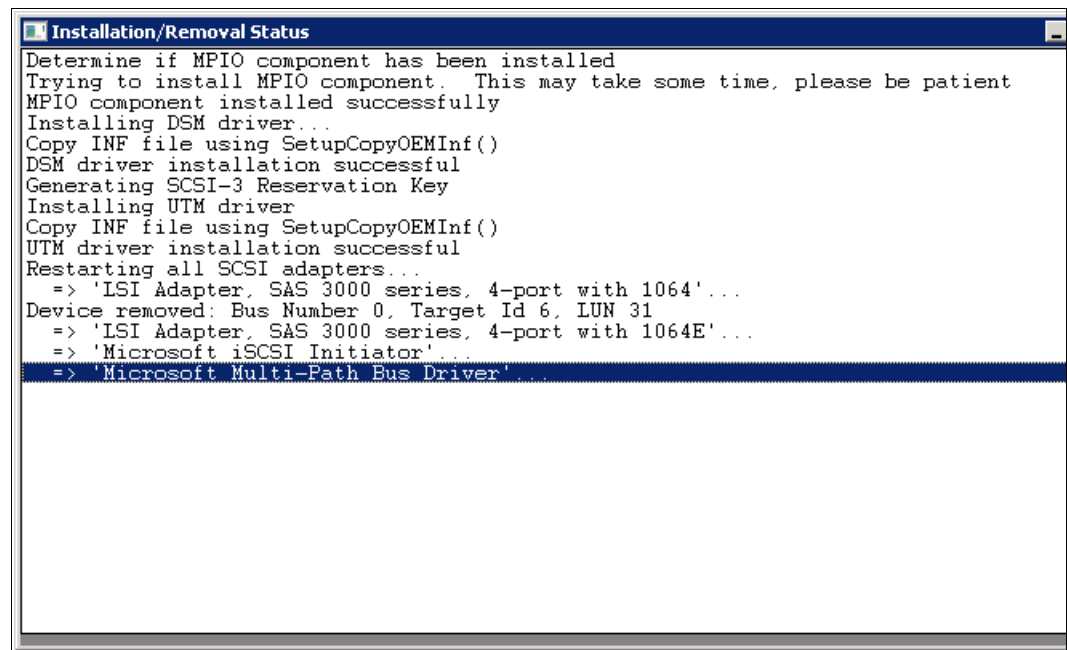 Installation/Removal Status
Determine if MPIO component has been installed
Trying to install MPIO component.  This may take some time, please be patient
MPIO component installed successfully
Installing DSM driver...
Copy INF file using SetupCopyOEMInf()
DSM driver installation successful
Generating SCSI-3 Reservation Key
Installing UTM driver
Copy INF file using SetupCopyOEMInf()
UTM driver installation successful
Restarting all SCSI adapters...
  => 'LSI Adapter, SAS 3000 series, 4-port with 1064'...
Device removed: Bus Number 0, Target Id 6, LUN 31
  => 'LSI Adapter, SAS 3000 series, 4-port with 1064E'...
  => 'Microsoft iSCSI Initiator'...
  => 'Microsoft Multi-Path Bus Driver'...